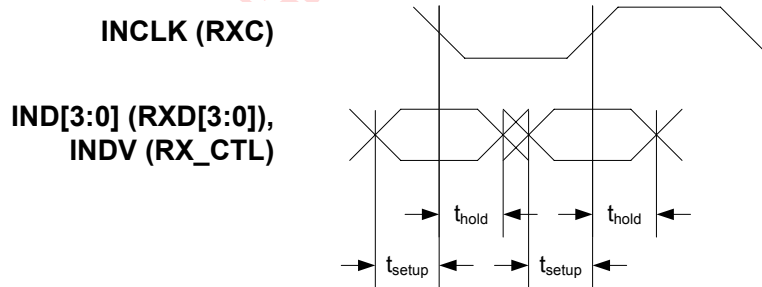 INCLK (RXC)
IND[3:0] (RXD[3:0]),
INDV (RX_CTL)
thold
thold
tsetup
tsetup